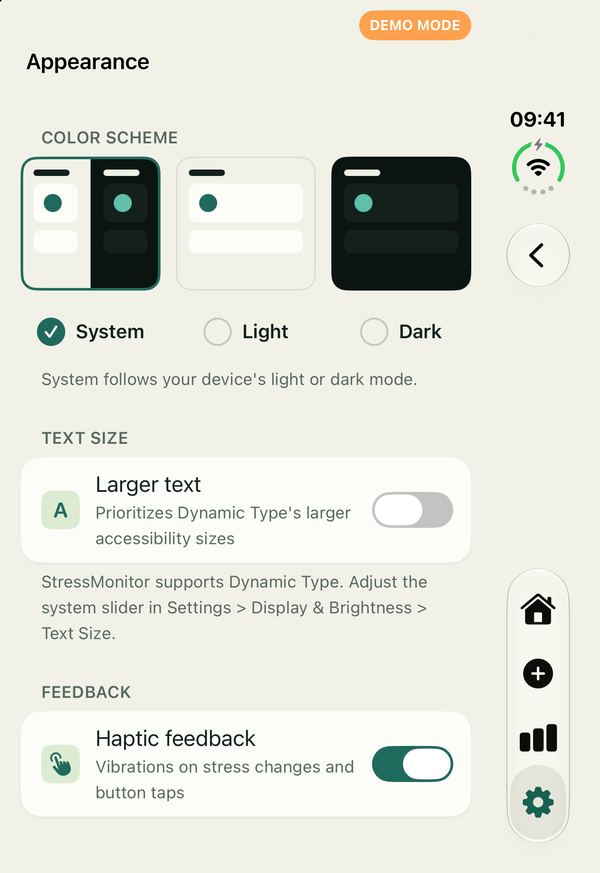 DEMO MODE
Appearance
09:41
COLOR SCHEME
System
Light
Dark
System follows your device's light or dark mode.
TEXT SIZE
A
Larger text
Prioritizes Dynamic Type's larger
accessibility sizes
StressMonitor supports Dynamic Type. Adjust the
system slider in Settings > Display & Brightness >
Text Size.
FEEDBACK
Haptic feedback
Vibrations on stress changes and
button taps